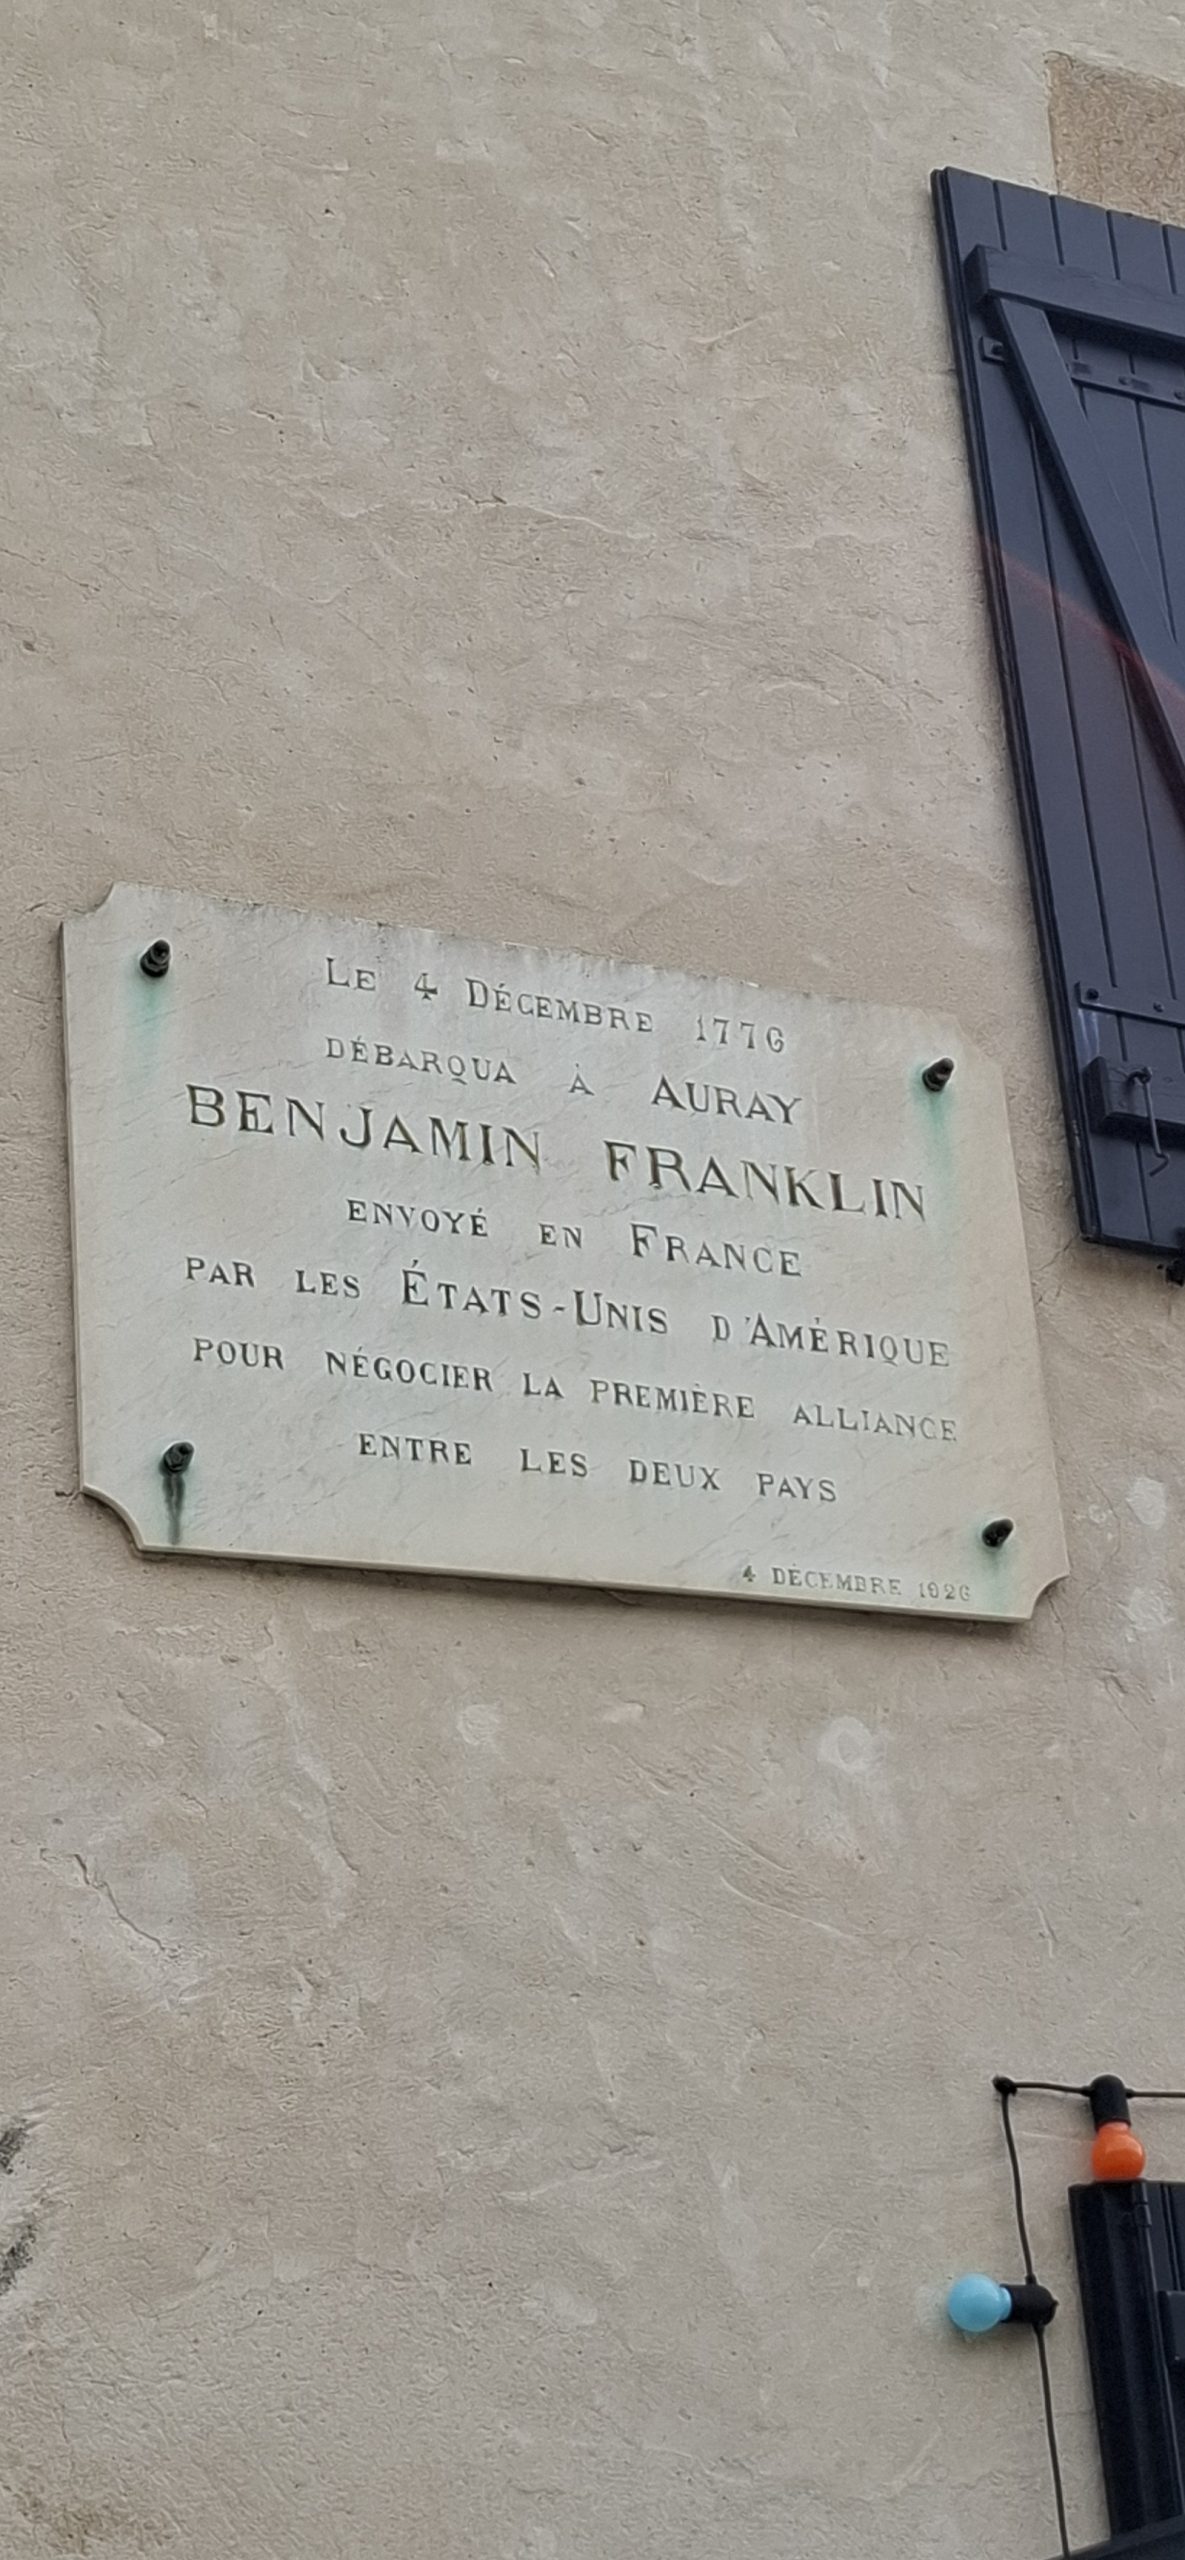 LE 4 DÉCEMBRE 1776
DÉBARQUA À AURAY
BENJAMIN FRANKLIN
ENVOYÉ EN FRANCE
PAR LES ÉTATS-UNIS D'AMÉRIQUE
POUR NÉGOCIER LA PREMIÈRE ALLIANCE
ENTRE LES DEUX PAYS
4 DÉCEMBRE 1926